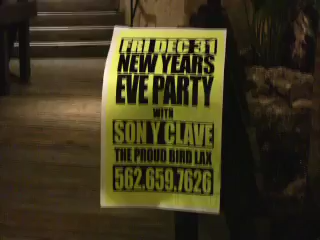 FRI DEC 31
NEW YEARS
EVE PARTY
WITH
SON Y CLAVE
THE PROUD BIRD LAX
562.659.7626